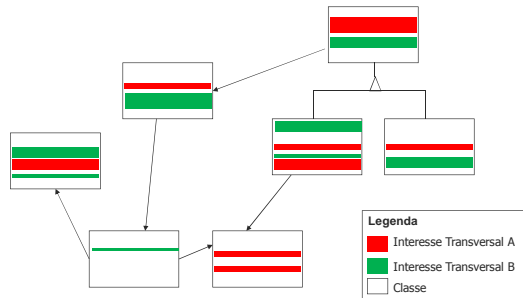 Legenda
Interesse Transversal A
Interesse Transversal B
Classe